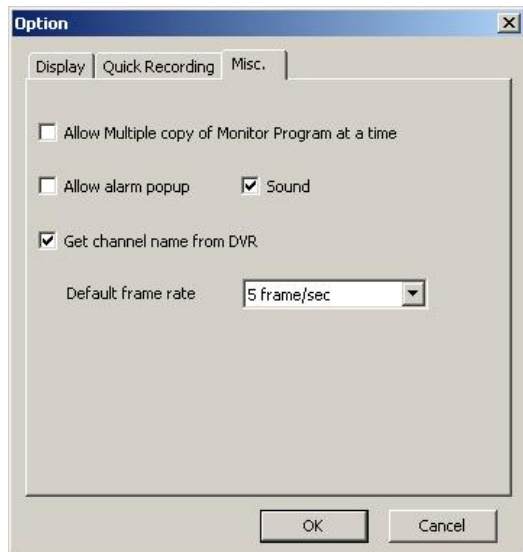 Option
Display Quick Recording Misc.
Allow Multiple copy of Monitor Program at a time
Allow alarm popup Sound
Get channel name from DVR
Default frame rate 5 frame/sec
OK Cancel